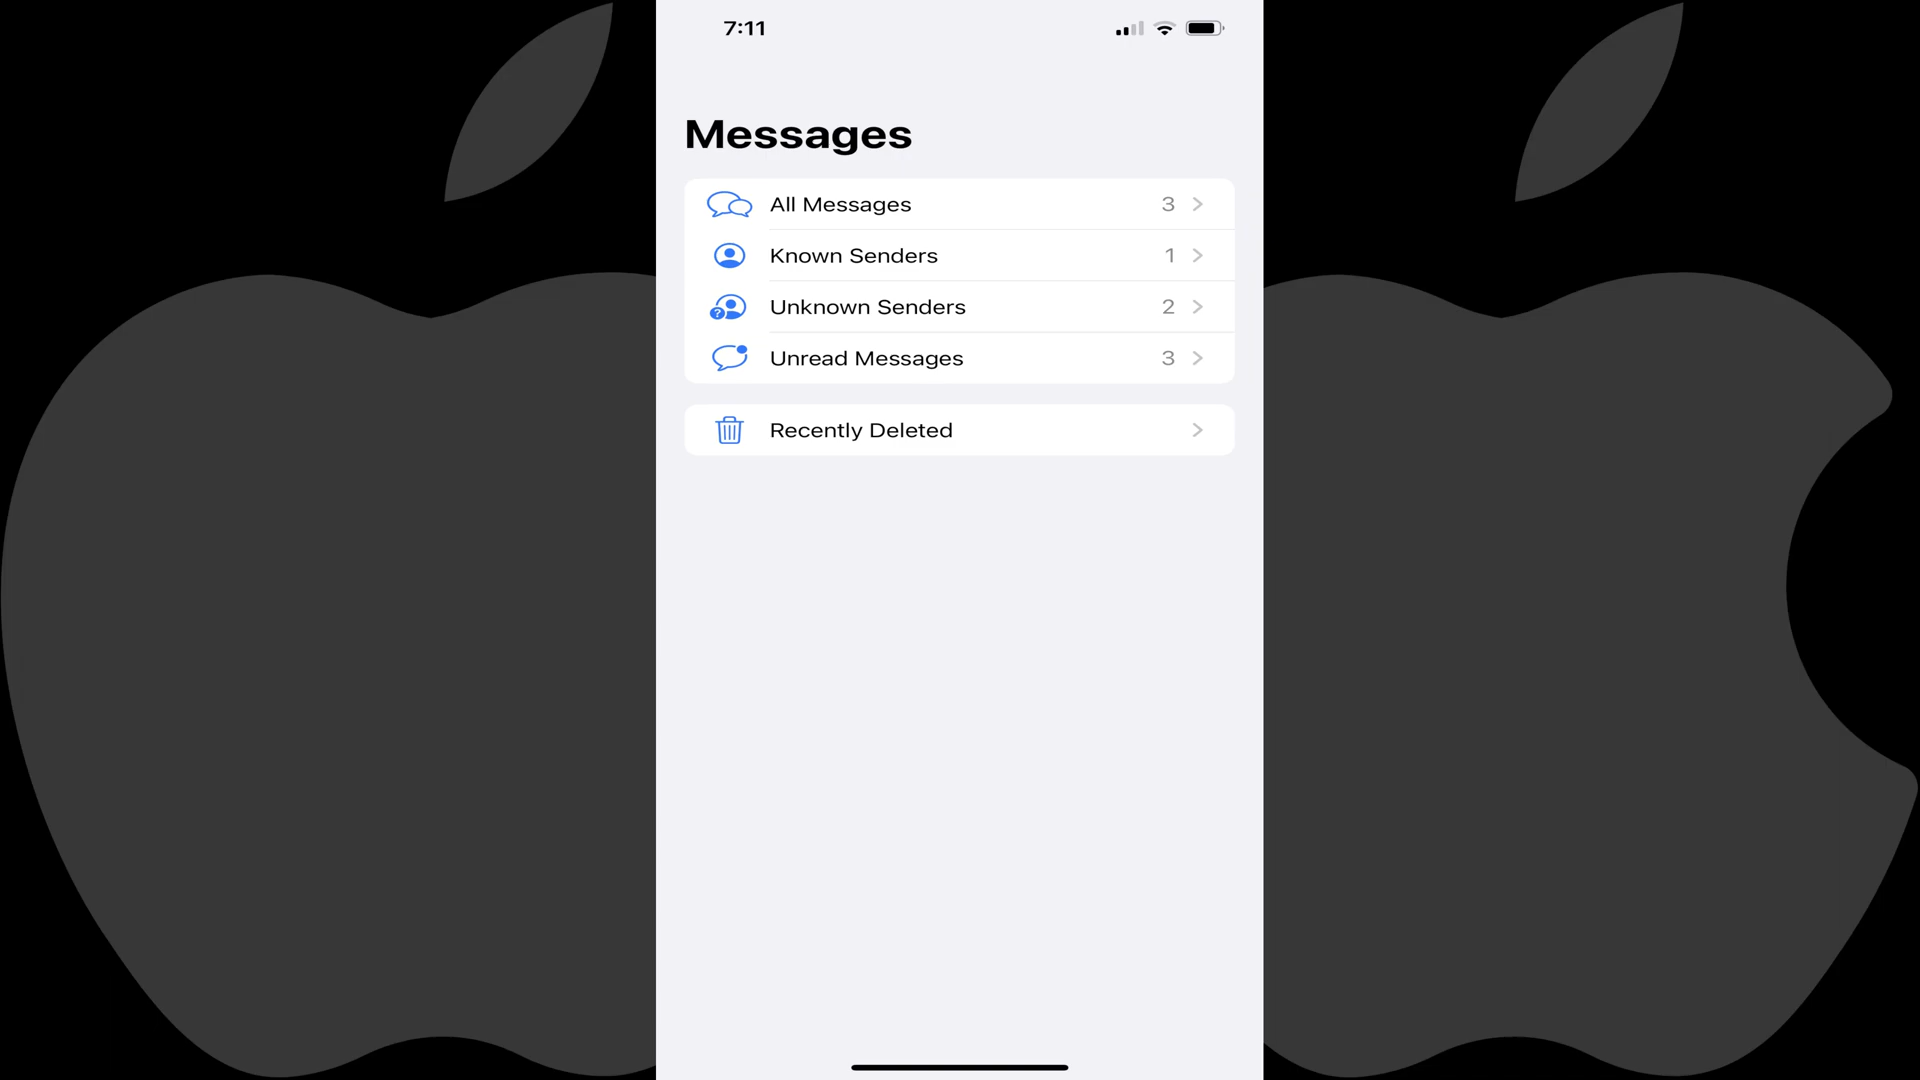 7:11
Messages
All Messages 3
Known Senders 1
Unknown Senders 2
Unread Messages 3
Recently Deleted